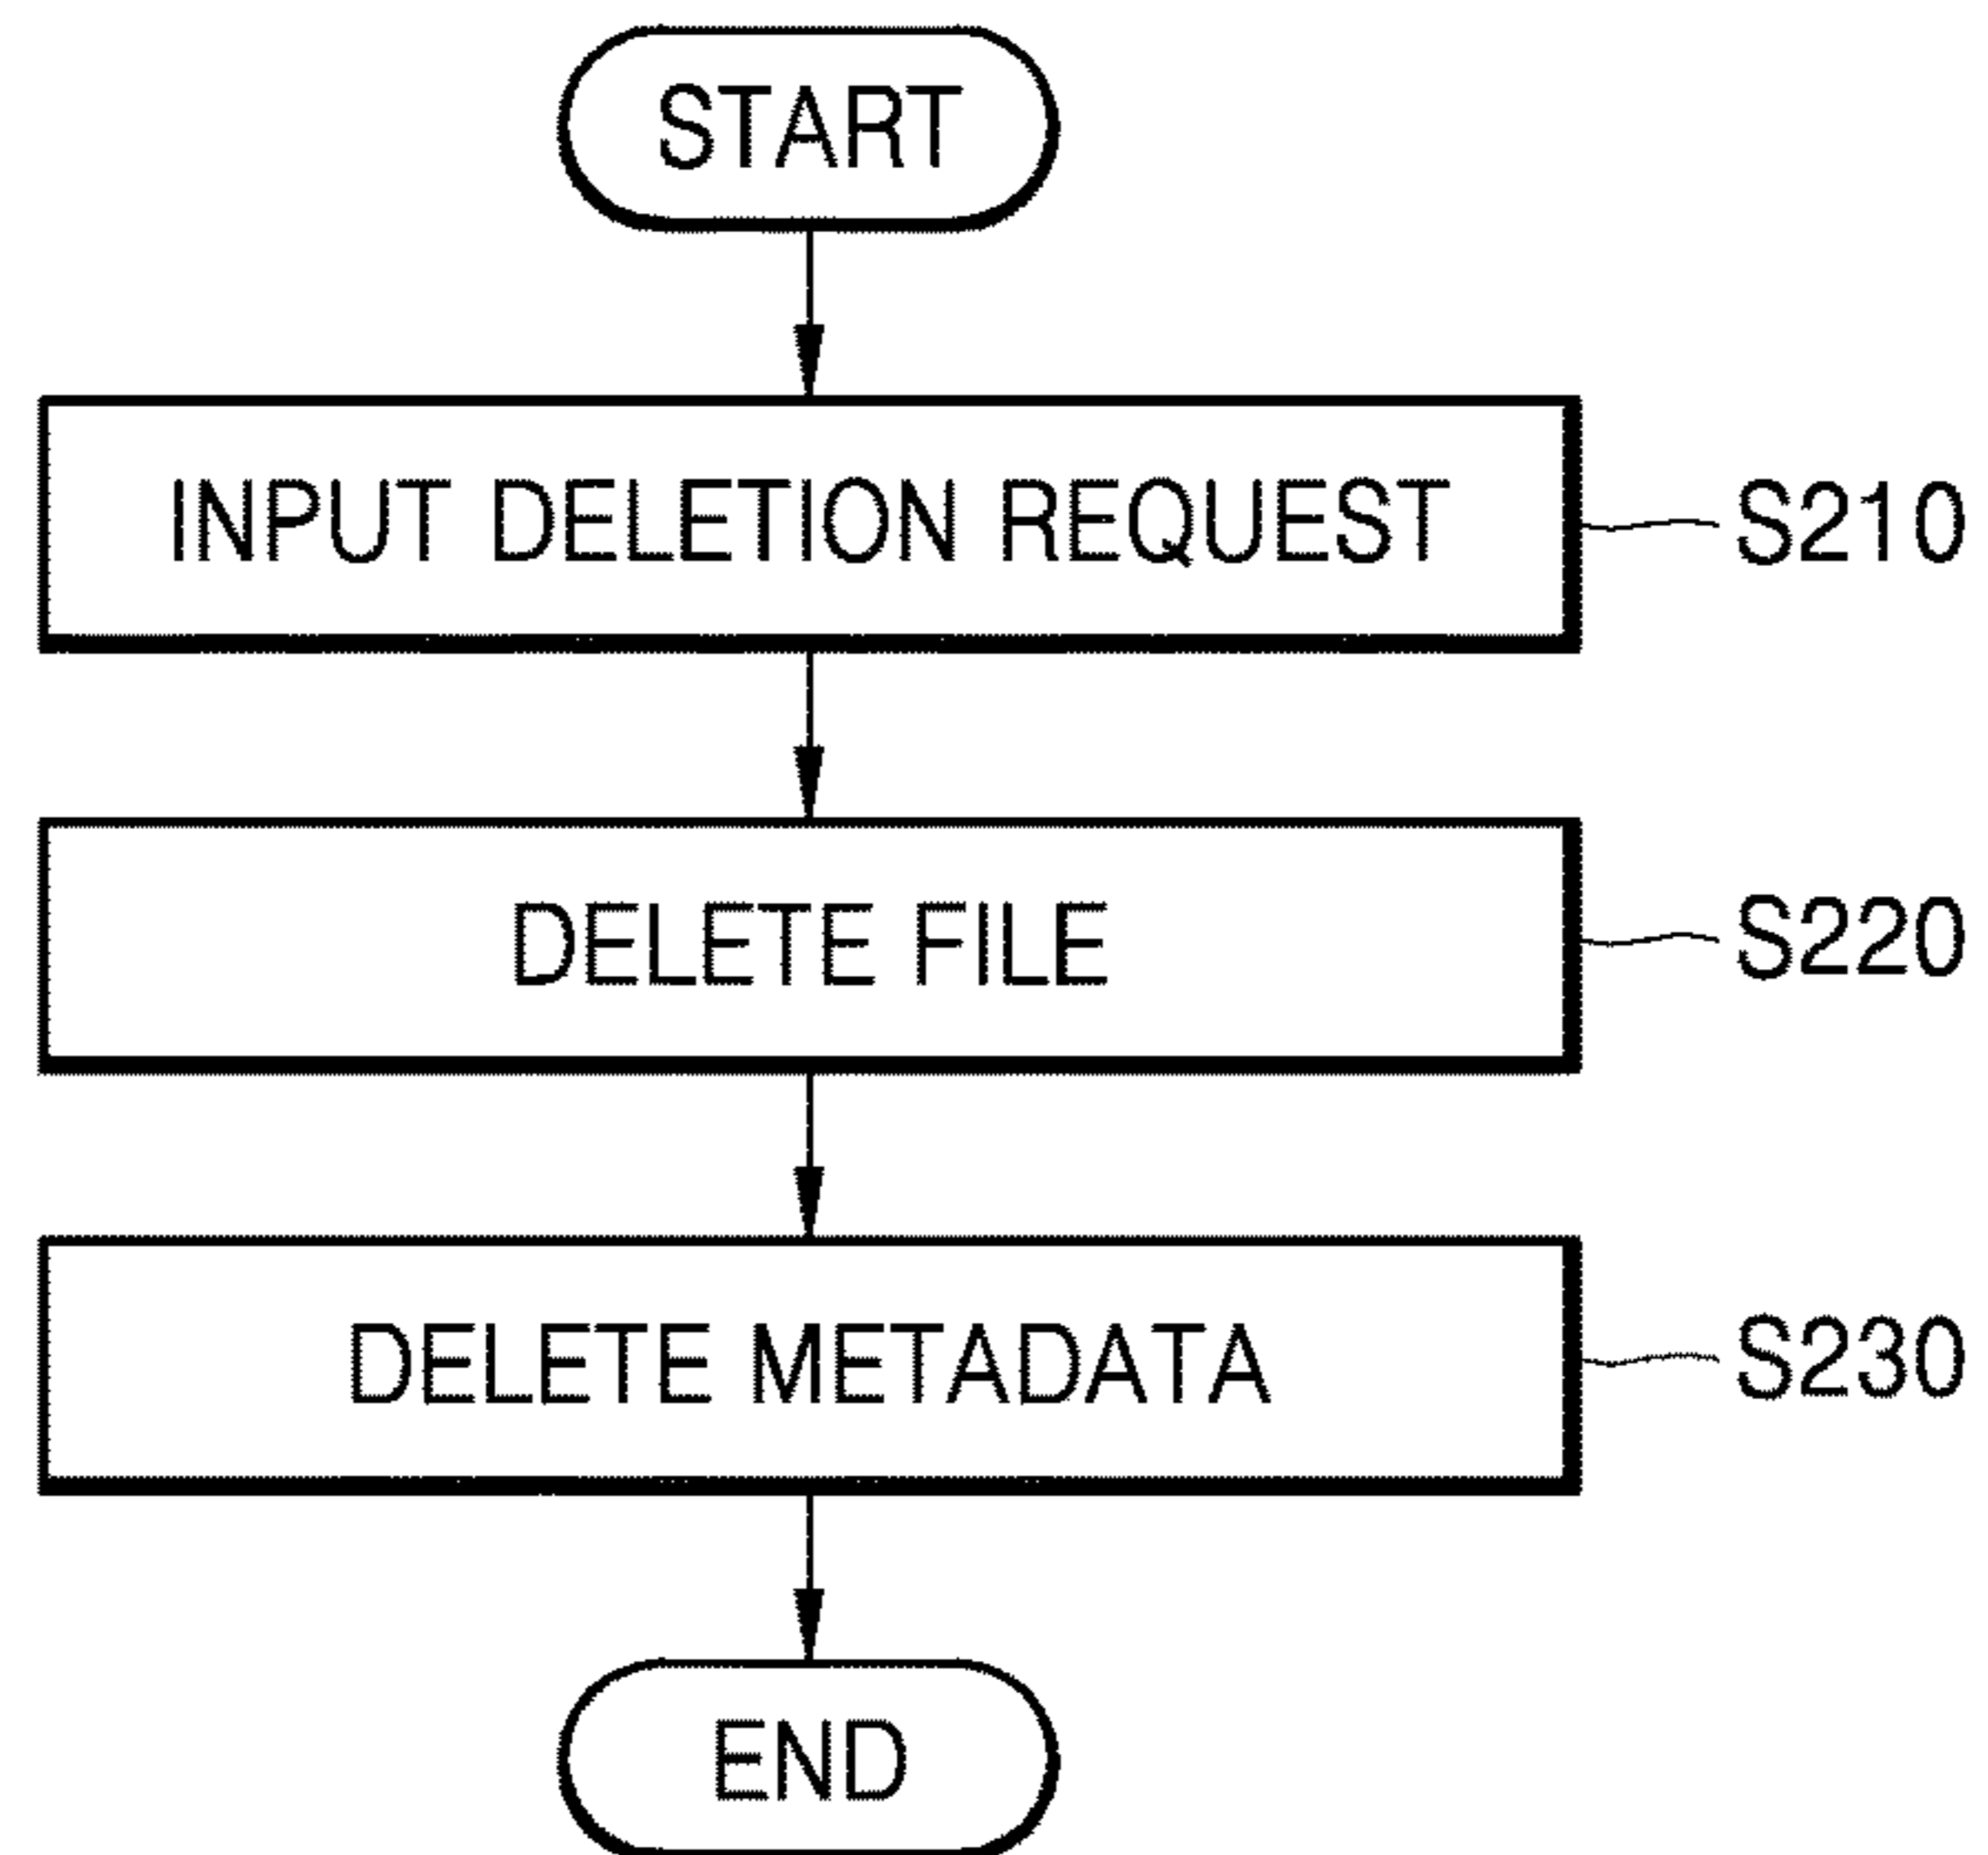 START
INPUT DELETION REQUEST S210
DELETE FILE S220
DELETE METADATA S230
END